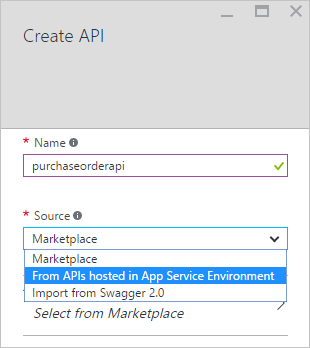 Create API
* Name
purchaseorderapi
* Source
Marketplace
Marketplace
From APIs hosted in App Service Environment
Import from Swagger 2.0
Select from Marketplace